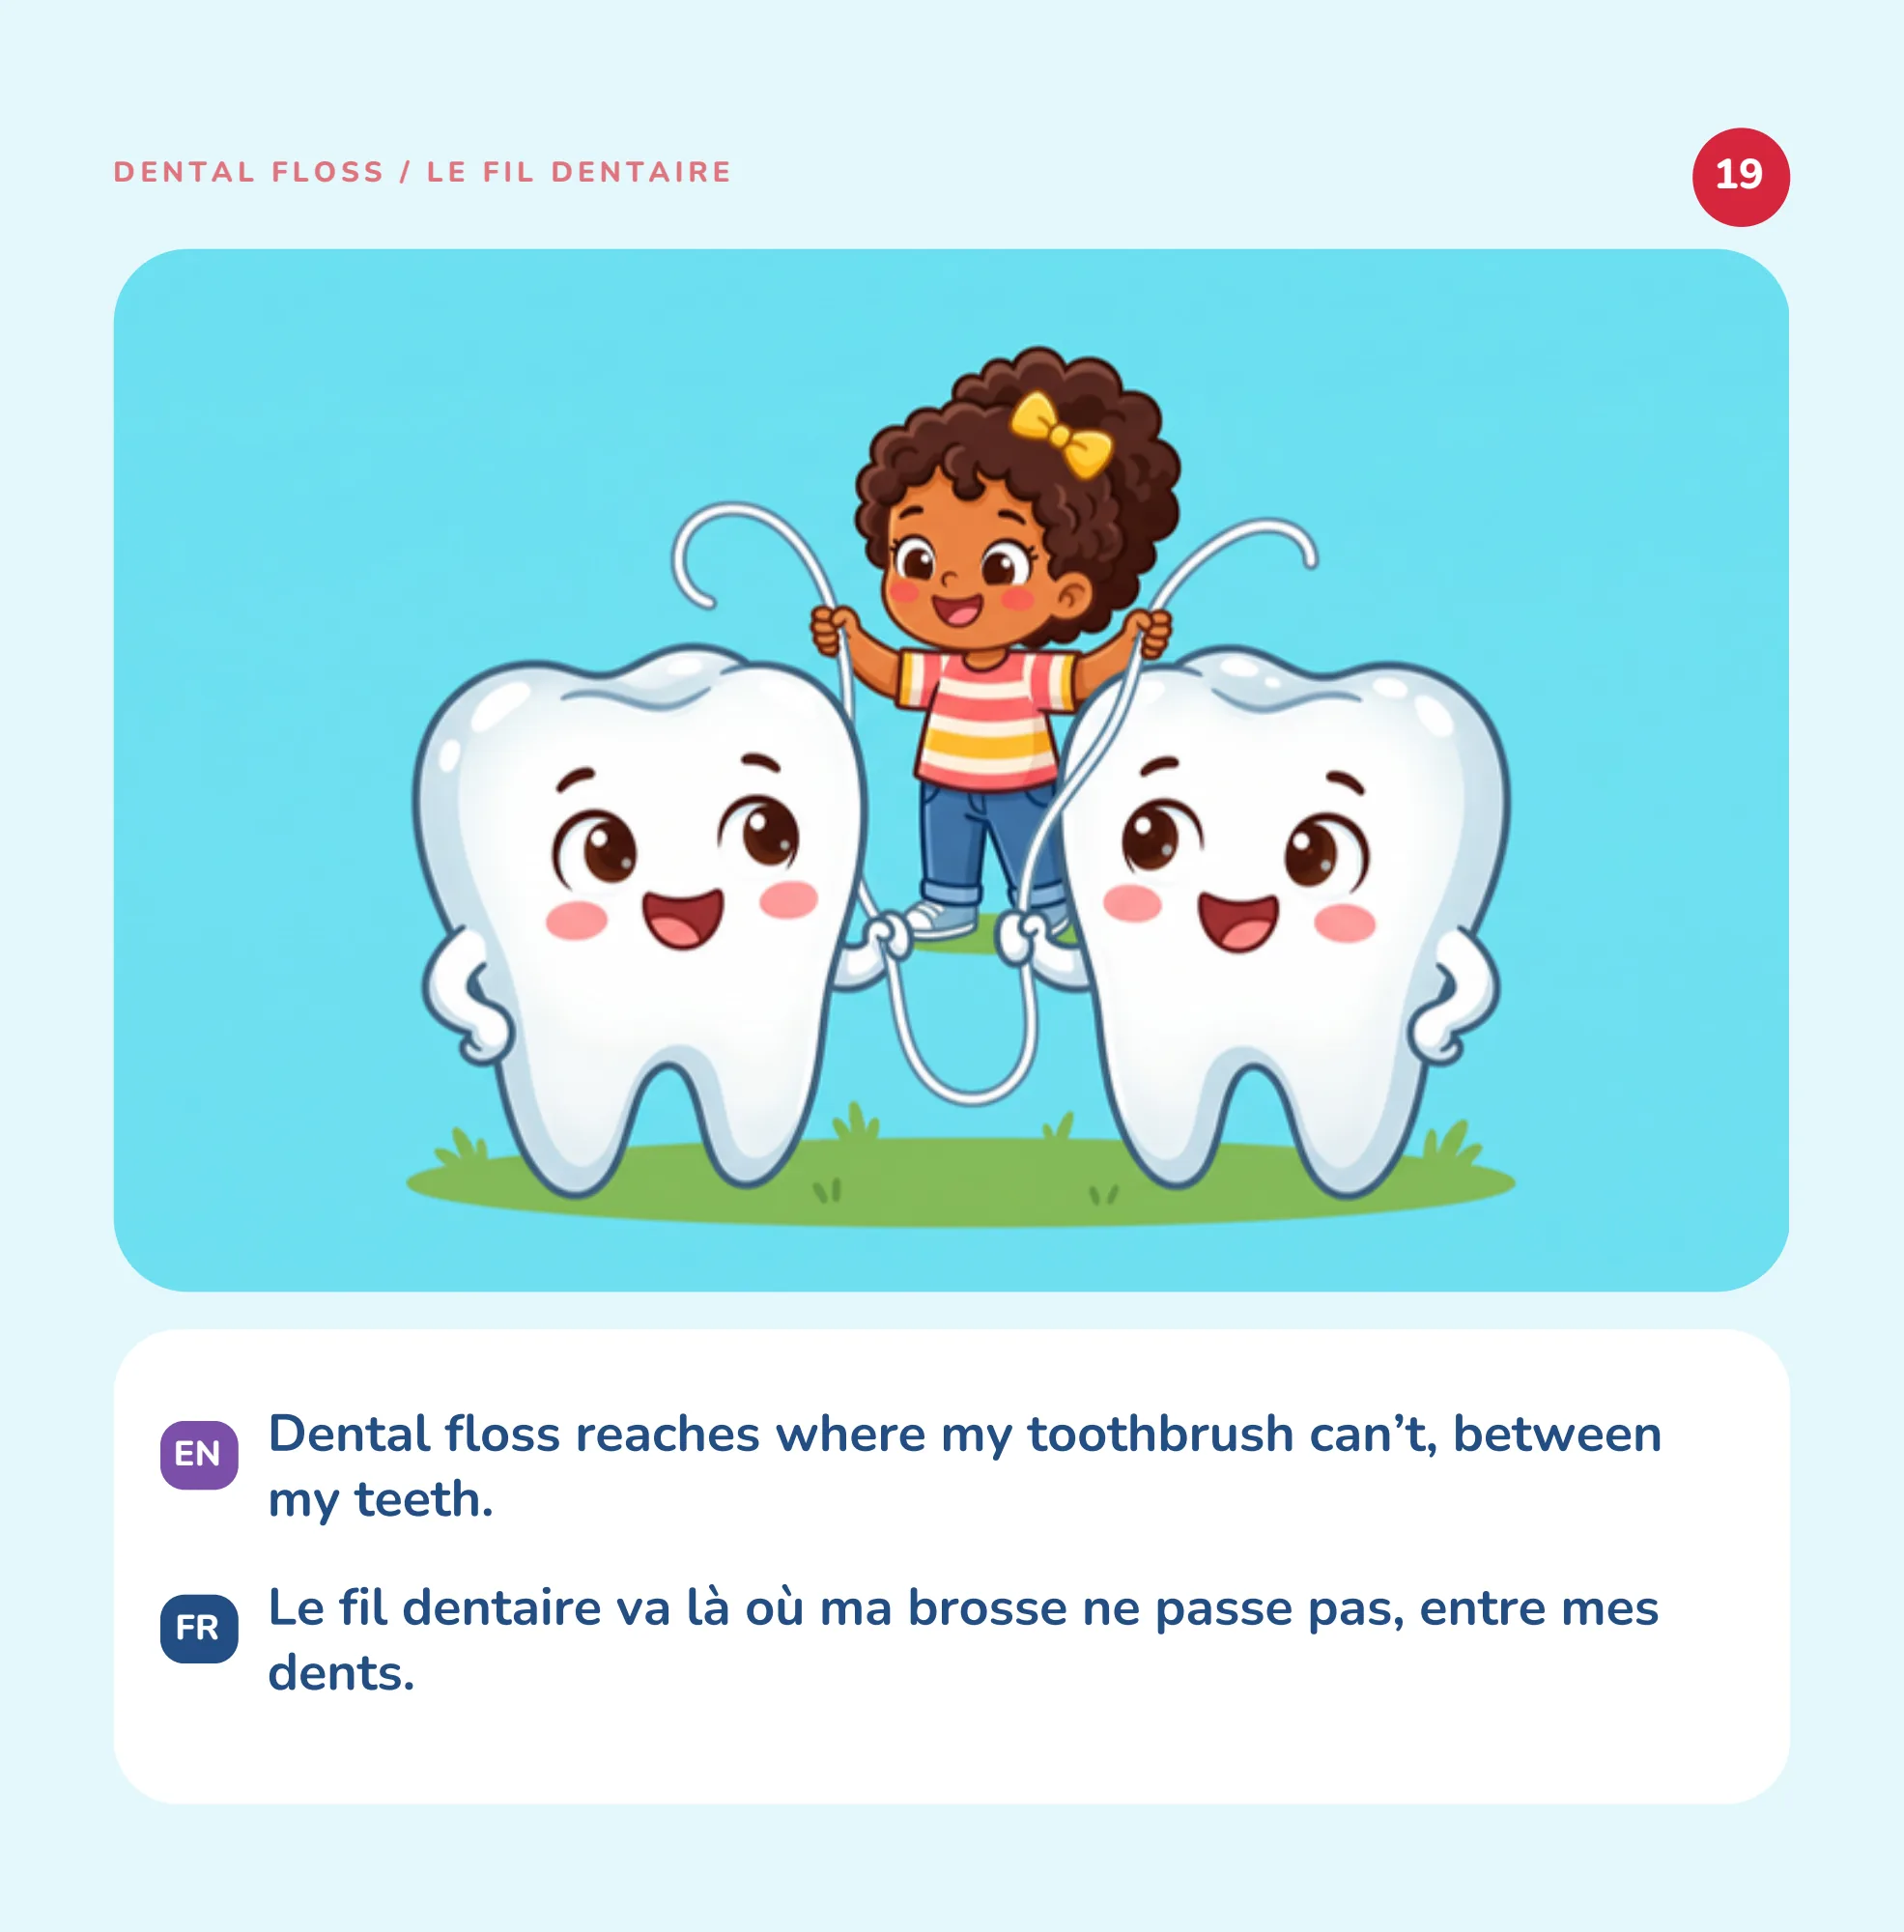 DENTAL FLOSS / LE FIL DENTAIRE
19
EN
Dental floss reaches where my toothbrush can’t, between
my teeth.
FR
Le fil dentaire va là où ma brosse ne passe pas, entre mes
dents.